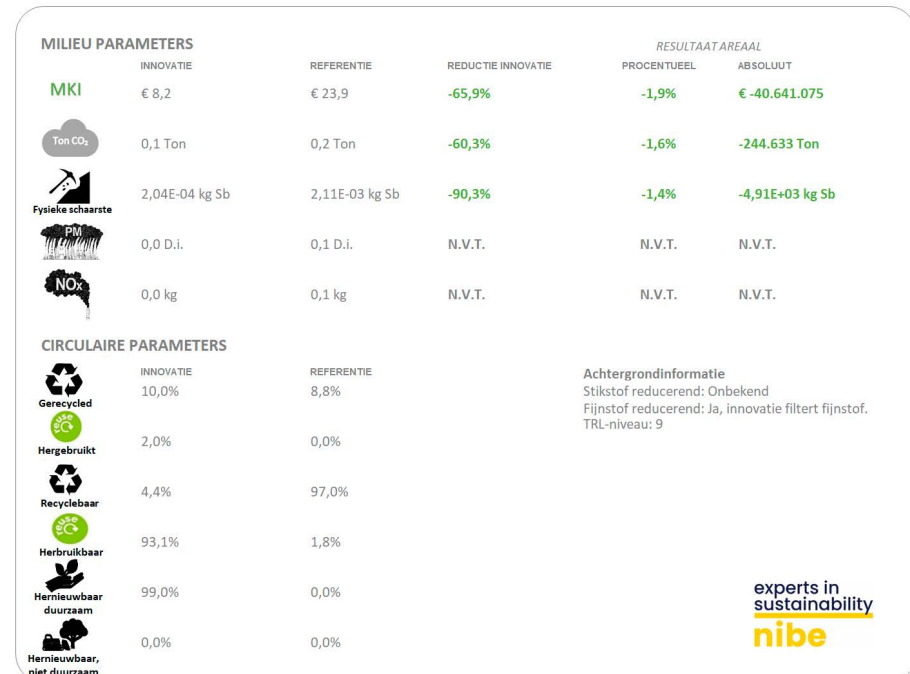 MILIEU PARAMETERS
RESULTAAT AREAAL
INNOVATIE REFERENTIE REDUCTIE INNOVATIE PROCENTUEEL ABSOLUUT
MKI € 8,2 € 23,9 -65,9% -1,9% € -40.641.075
Ton CO₂ 0,1 Ton 0,2 Ton -60,3% -1,6% -244.633 Ton
2,04E-04 kg Sb 2,11E-03 kg Sb -90,3% -1,4% -4,91E+03 kg Sb
Fysieke schaarste
PM 0,0 D.i. 0,1 D.i. N.V.T. N.V.T. N.V.T.
NOx 0,0 kg 0,1 kg N.V.T. N.V.T. N.V.T.
CIRCULAIRE PARAMETERS
INNOVATIE REFERENTIE
10,0% 8,8%
Gerecycled
reuse
2,0% 0,0%
Hergebruikt
4,4% 97,0%
Recyclebaar
reuse
93,1% 1,8%
Herbruikbaar
99,0% 0,0%
Hernieuwbaar
duurzaam
0,0% 0,0%
Hernieuwbaar,
niet duurzaam
Achtergrondinformatie
Stikstof reducerend: Onbekend
Fijnstof reducerend: Ja, innovatie filtert fijnstof.
TRL-niveau: 9
experts in
sustainability
nibe